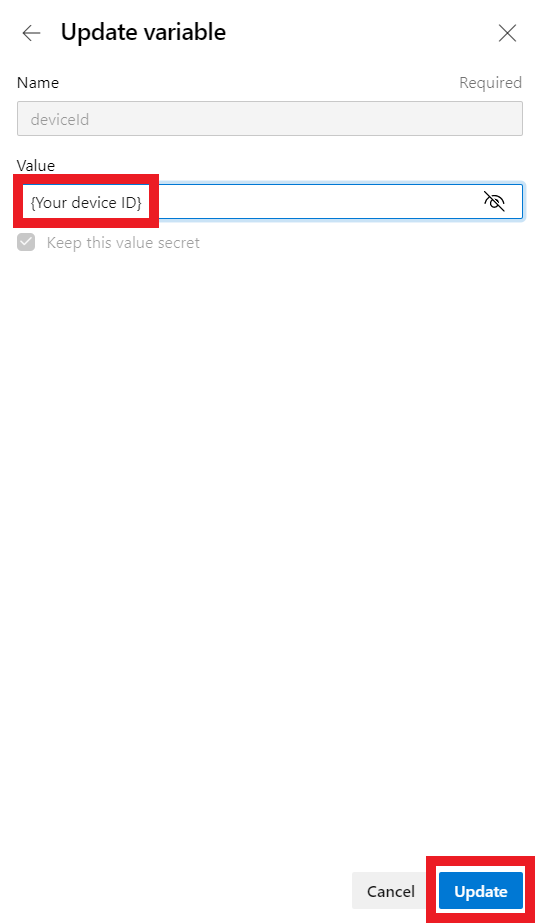 Update variable
Name Required
deviceId
Value
{Your device ID}
Keep this value secret
Cancel Update